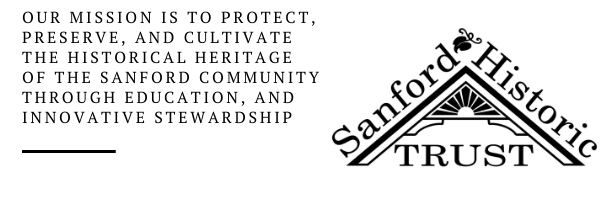 OUR MISSION IS TO PROTECT,
PRESERVE, AND CULTIVATE
THE HISTORICAL HERITAGE
OF THE SANFORD COMMUNITY
THROUGH EDUCATION, AND
INNOVATIVE STEWARDSHIP
Sanford Historic
TRUST